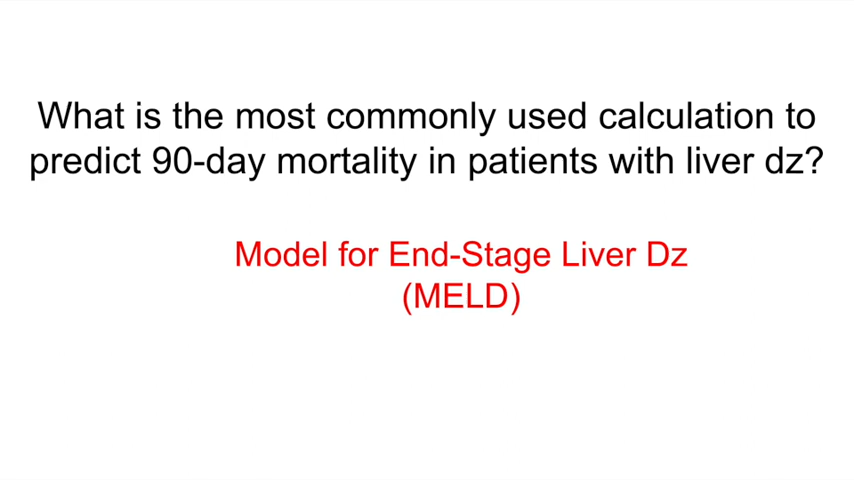 What is the most commonly used calculation to
predict 90-day mortality in patients with liver dz?
Model for End-Stage Liver Dz
(MELD)